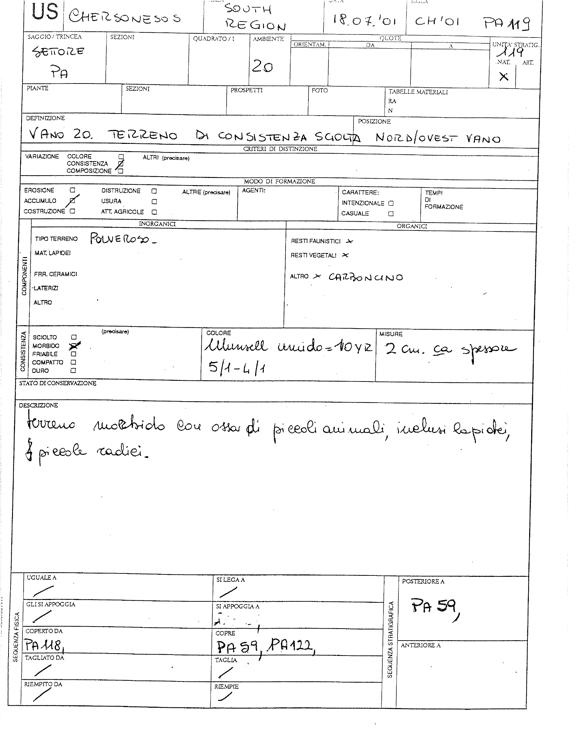 US CHERSONESOS SOUTH REGION 18.07.'01 CH'01 PA 119
SAGGIO / TRINCEA SEZIONI QUADRATO / I AMBIENTE QUOTE UNITA' STRATIG.
ORIENTAM. DA A 119
SETTORE PA 20 NAT. ART.
X
PIANTE SEZIONI PROSPETTI FOTO TABELLE MATERIALI
RA
N
DEFINIZIONE POSIZIONE
VANO 20. TERRENO DI CONSISTENZA SCIOLTA NORD/OVEST VANO
CRITERI DI DISTINZIONE
VARIAZIONE COLORE ALTRI (precisare)
CONSISTENZA
COMPOSIZIONE
MODO DI FORMAZIONE
EROSIONE DISTRUZIONE ALTRE (precisare) AGENTI: CARATTERE: TEMPI
ACCUMULO USURA INTENZIONALE DI
COSTRUZIONE ATT. AGRICOLE CASUALE FORMAZIONE
COMPONENTI
INORGANICI ORGANICI
TIPO TERRENO POLVEROSO - RESTI FAUNISTICI X
MAT. LAPIDEI RESTI VEGETALI X
FRR. CERAMICI ALTRO X CARBONCINO
LATERIZI
ALTRO
CONSISTENZA
SCIOLTO (precisare) COLORE MISURE
MORBIDO X Munsell umido = 10YR 2 cm. ca spessore
FRIABILE 5/1-4/1
COMPATTO
DURO
STATO DI CONSERVAZIONE
DESCRIZIONE
terreno morbido con ossa di piccoli animali, inclusi lapidei,
piccole radici.
SEQUENZA FISICA
UGUALE A SI LEGA A
GLI SI APPOGGIA SI APPOGGIA A
COPERTO DA COPRE
PA118, PA59, PA122,
TAGLIATO DA TAGLIA
RIEMPITO DA RIEMPIE
SEQUENZA STRATIGRAFICA
POSTERIORE A
PA 59,
ANTERIORE A